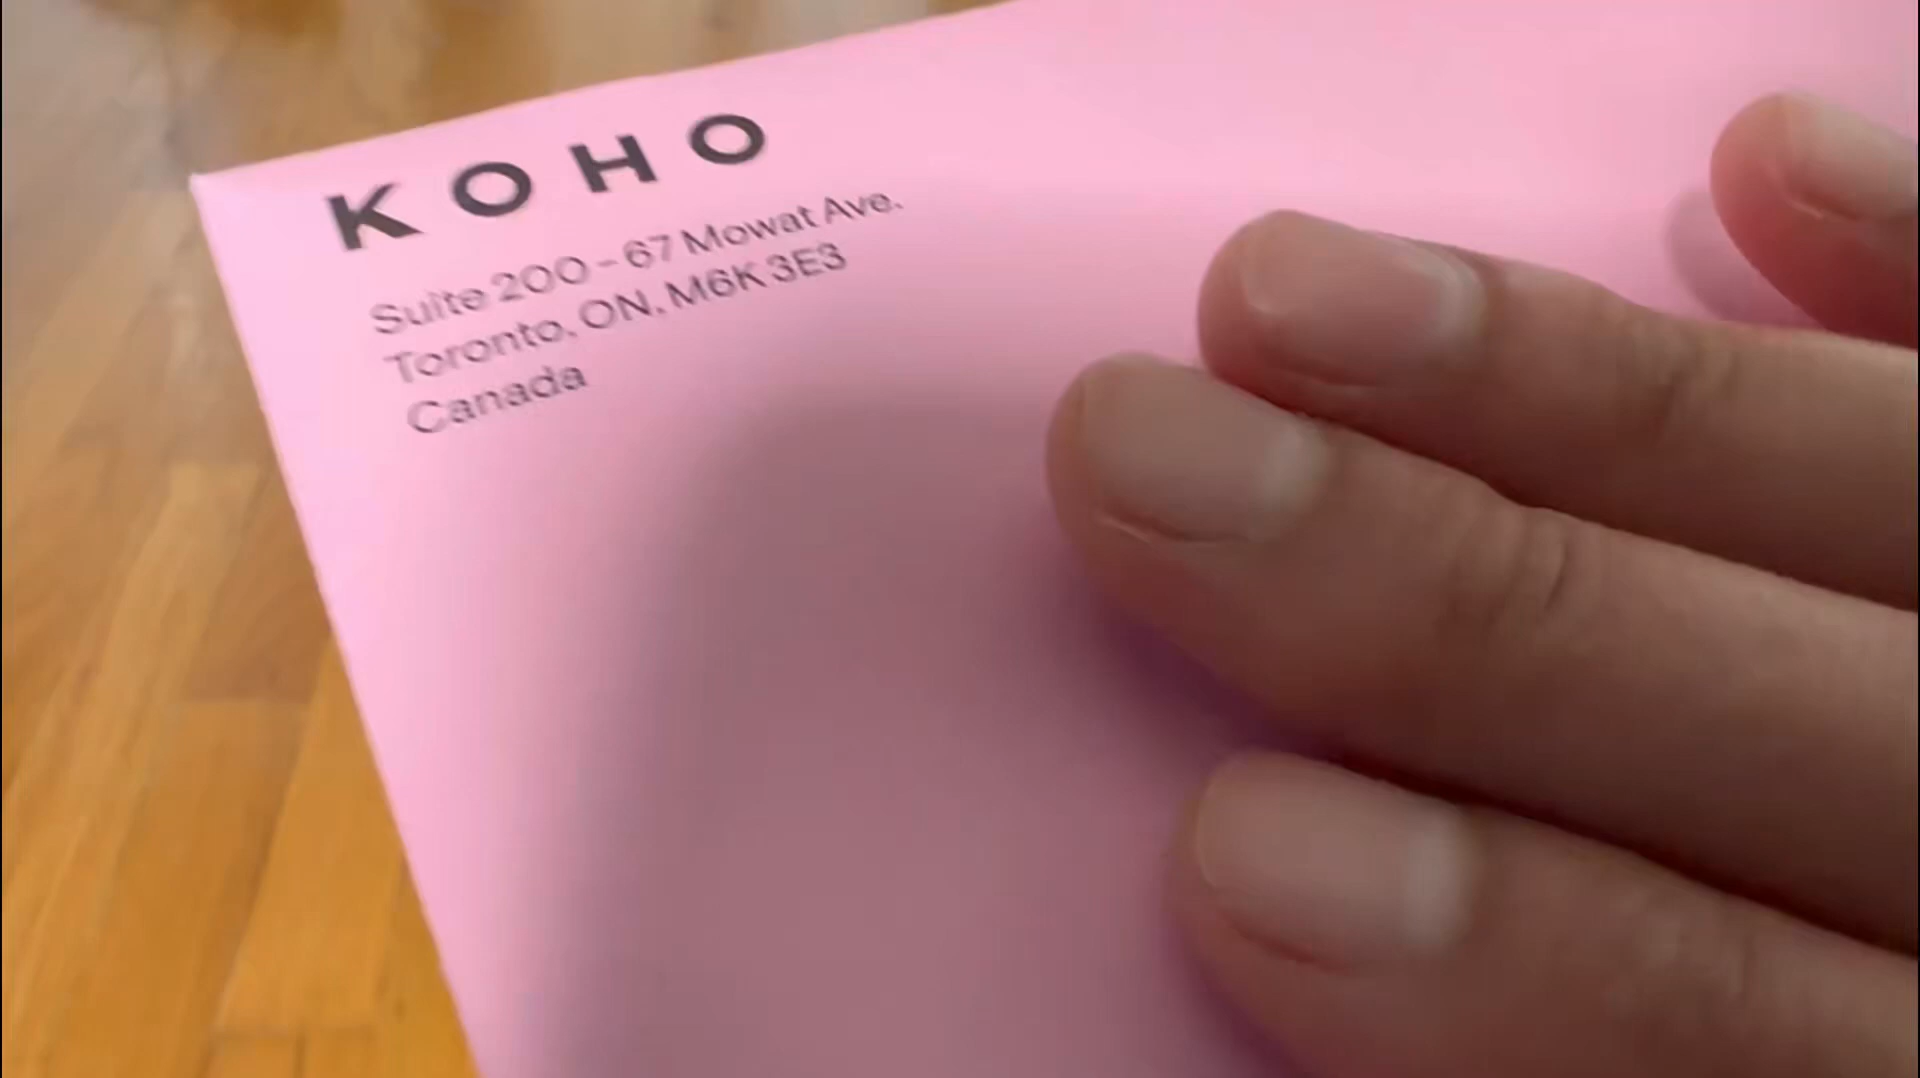 KOHO
Suite 200 - 67 Mowat Ave.
Toronto, ON, M6K 3E3
Canada